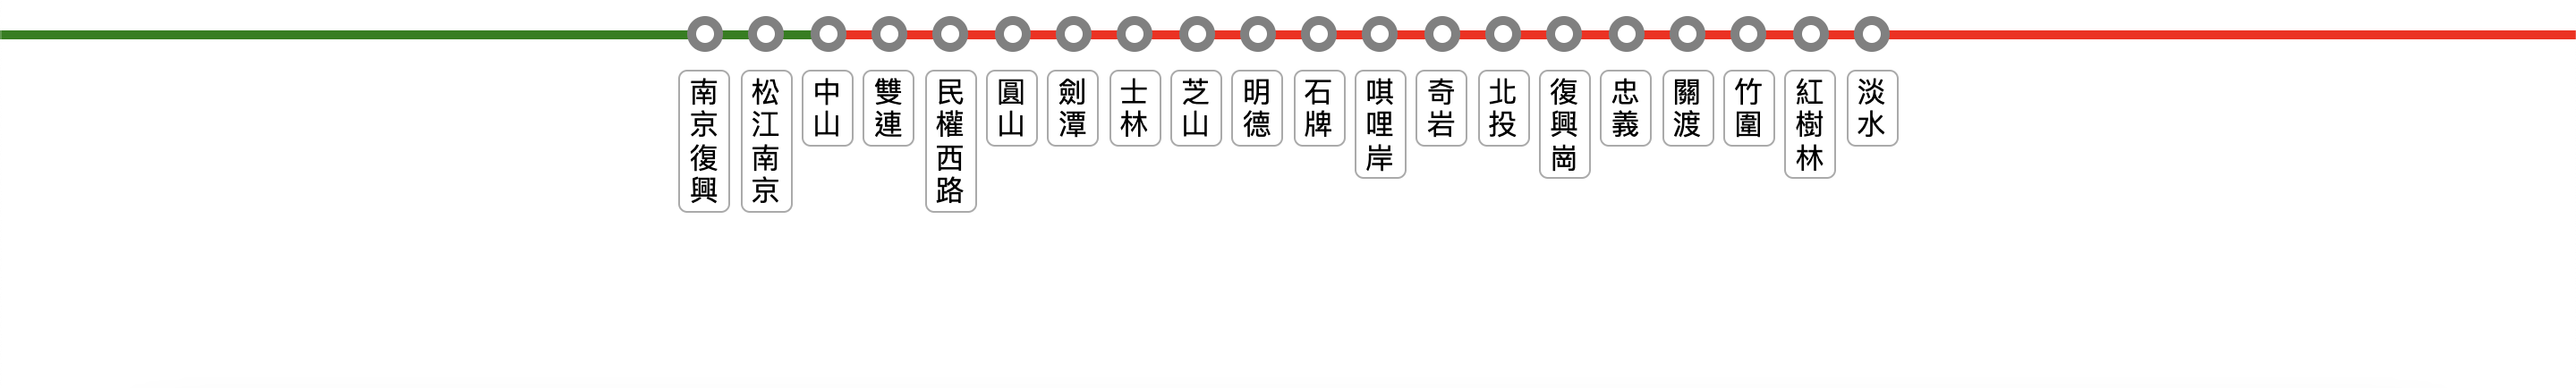 南京復興
松江南京
中山
雙連
民權西路
圓山
劍潭
士林
芝山
明德
石牌
唭哩岸
奇岩
北投
復興崗
忠義
關渡
竹圍
紅樹林
淡水